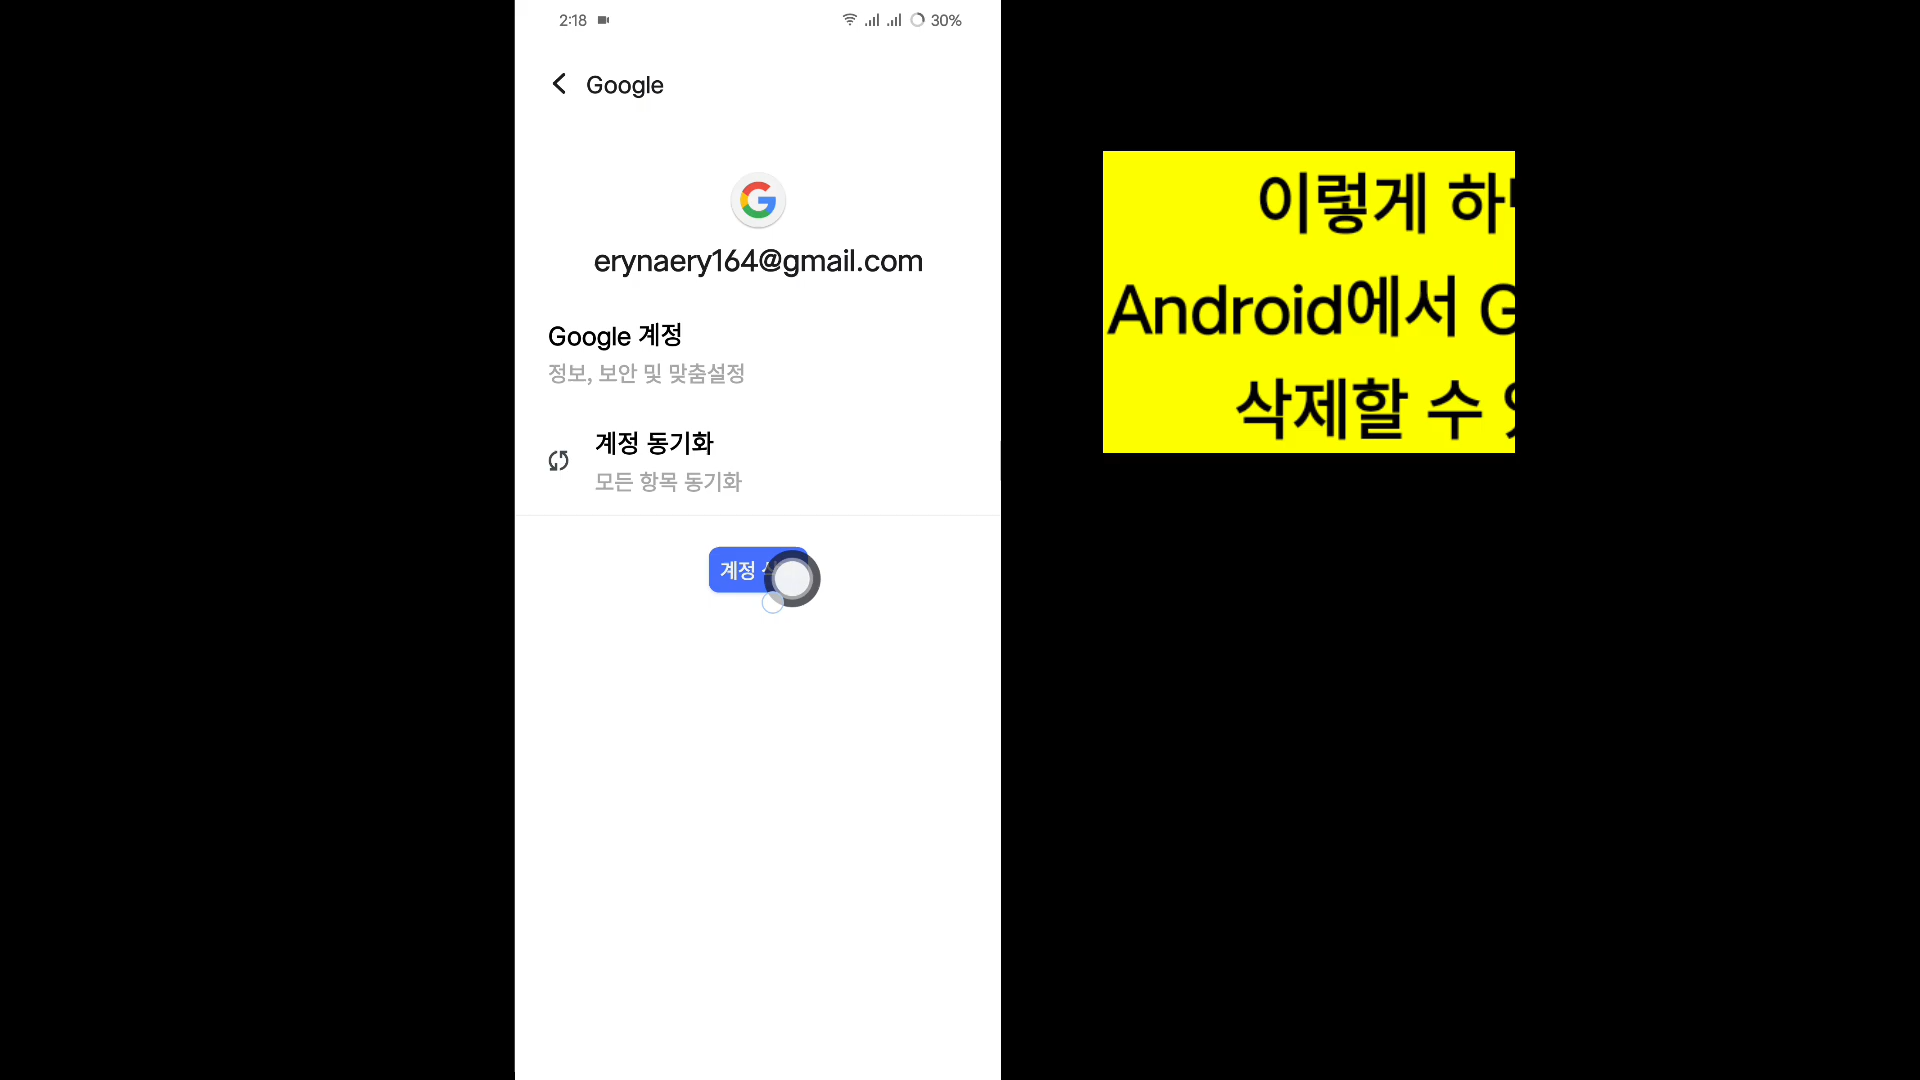 2:18
30%
Google
erynaery164@gmail.com
Google 계정
정보, 보안 및 맞춤설정
계정 동기화
모든 항목 동기화
계정
이렇게
Android에서
삭제할 수